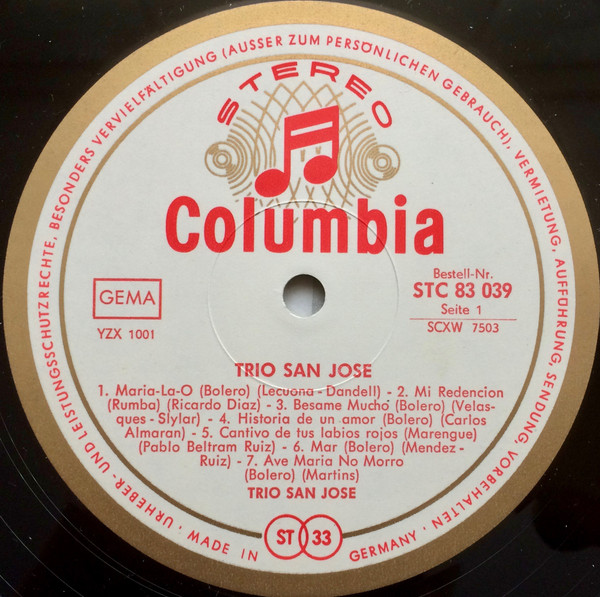 URHEBER- UND LEISTUNGSSCHUTZRECHTE, BESONDERS VERVIELFÄLTIGUNG (AUSSER ZUM PERSÖNLICHEN GEBRAUCH), VERMIETUNG, AUFFÜHRUNG, SENDUNG, VORBEHALTEN ·
STEREO
Columbia
GEMA
YZX 1001
Bestell-Nr.
STC 83 039
Seite 1
SCXW 7503
TRIO SAN JOSE
1. Maria-La-O (Bolero) (Lecuona-Dandell) - 2. Mi Redencion
(Rumba) (Ricardo Diaz) - 3. Besame Mucho (Bolero) (Velas-
ques-Slylar) - 4. Historia de un amor (Bolero) (Carlos
Almaran) - 5. Cantivo de tus labios rojos (Marengue)
(Pablo Beltram Ruiz) - 6. Mar (Bolero) (Mendez-
Ruiz) - 7. Ave Maria No Morro
(Bolero) (Martins)
TRIO SAN JOSE
· MADE IN GERMANY ·
ST 33